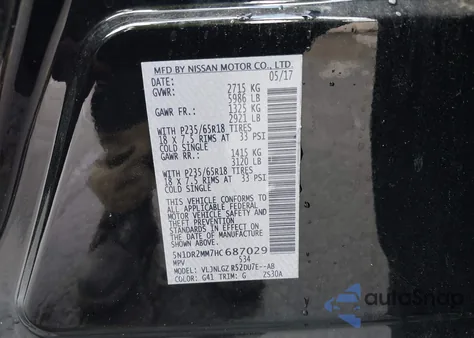 MFD BY NISSAN MOTOR CO., LTD.
DATE: 05/17
GVWR: 2715 KG
5986 LB
GAWR FR.: 1325 KG
2921 LB
WITH P235/65R18 TIRES
18 x 7.5 RIMS AT 33 PSI
COLD SINGLE
GAWR RR.: 1415 KG
3120 LB
WITH P235/65R18 TIRES
18 x 7.5 RIMS AT 33 PSI
COLD SINGLE
THIS VEHICLE CONFORMS TO
ALL APPLICABLE FEDERAL
MOTOR VEHICLE SAFETY AND
THEFT PREVENTION STANDARDS
IN EFFECT ON THE DATE OF
MANUFACTURE SHOWN ABOVE.
5N1DR2MM7HC687029
MPV 534
MODEL: VLJNLGZ R52DU7E--AB
COLOR: G41 TRIM: G ZS30A
autoSnap